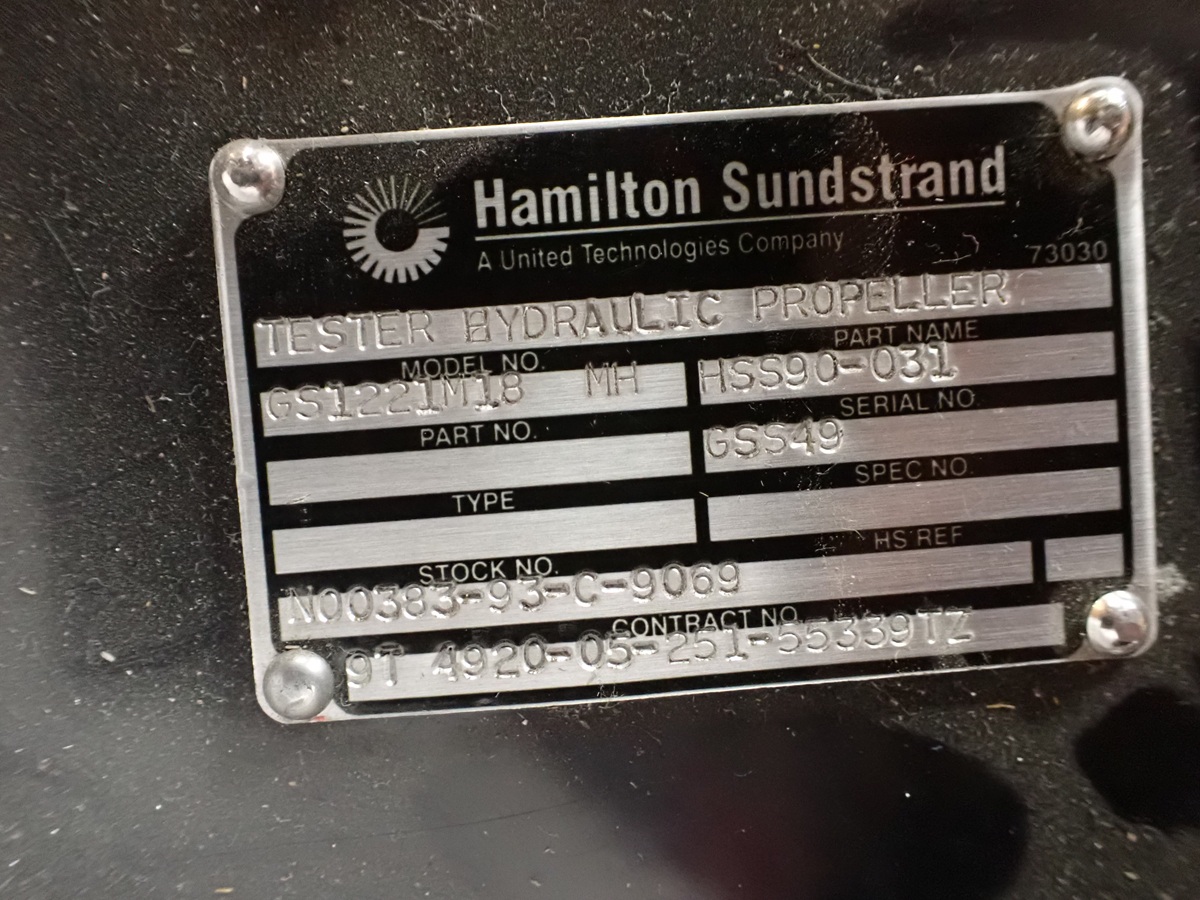 Hamilton Sundstrand
A United Technologies Company
73030
TESTER HYDRAULIC PROPELLER
MODEL NO. PART NAME
GS1221M18 MH HSS90-031
PART NO. SERIAL NO.
GSS49
TYPE SPEC NO.
STOCK NO. HS REF
N00383-93-C-9069
CONTRACT NO.
9T 4920-05-251-55339TZ